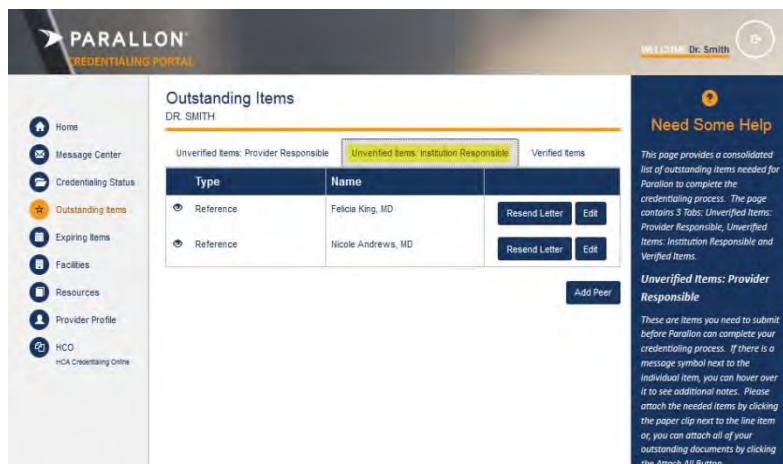 PARALLON
CREDENTIALING PORTAL
WELCOME Dr. Smith
Home
Message Center
Credentialing Status
Outstanding Items
Expiring Items
Facilities
Resources
Provider Profile
HCO
HCA Credentialing Online
Outstanding Items
DR. SMITH
Unverified Items: Provider Responsible
Unverified Items: Institution Responsible
Verified Items
Type Name
Reference Felicia King, MD Resend Letter Edit
Reference Nicole Andrews, MD Resend Letter Edit
Add Peer
Need Some Help
This page provides a consolidated
list of outstanding items needed for
Parallon to complete the
credentialing process. The page
contains 3 Tabs: Unverified Items:
Provider Responsible, Unverified
Items: Institution Responsible and
Verified Items.
Unverified Items: Provider
Responsible
These are items you need to submit
before Parallon can complete your
credentialing process. If there is a
message symbol next to the
individual item, you can hover over
it to see additional notes. Please
attach the needed items by clicking
the paper clip next to the line item
or, you can attach all of your
outstanding documents by clicking
the Attach All Button